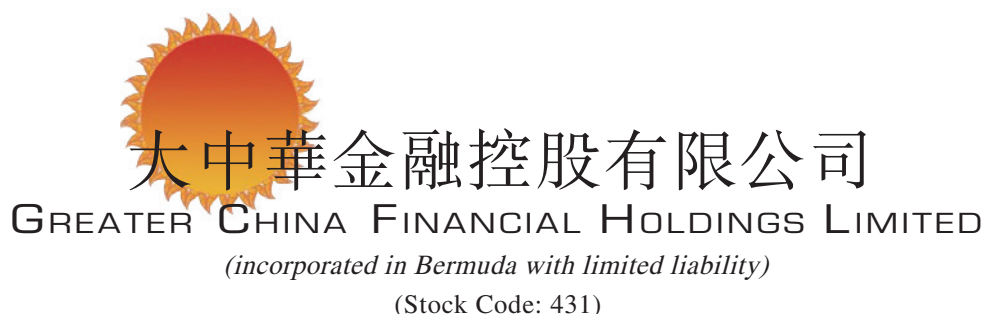 大中華金融控股有限公司
GREATER CHINA FINANCIAL HOLDINGS LIMITED
(incorporated in Bermuda with limited liability)
(Stock Code: 431)